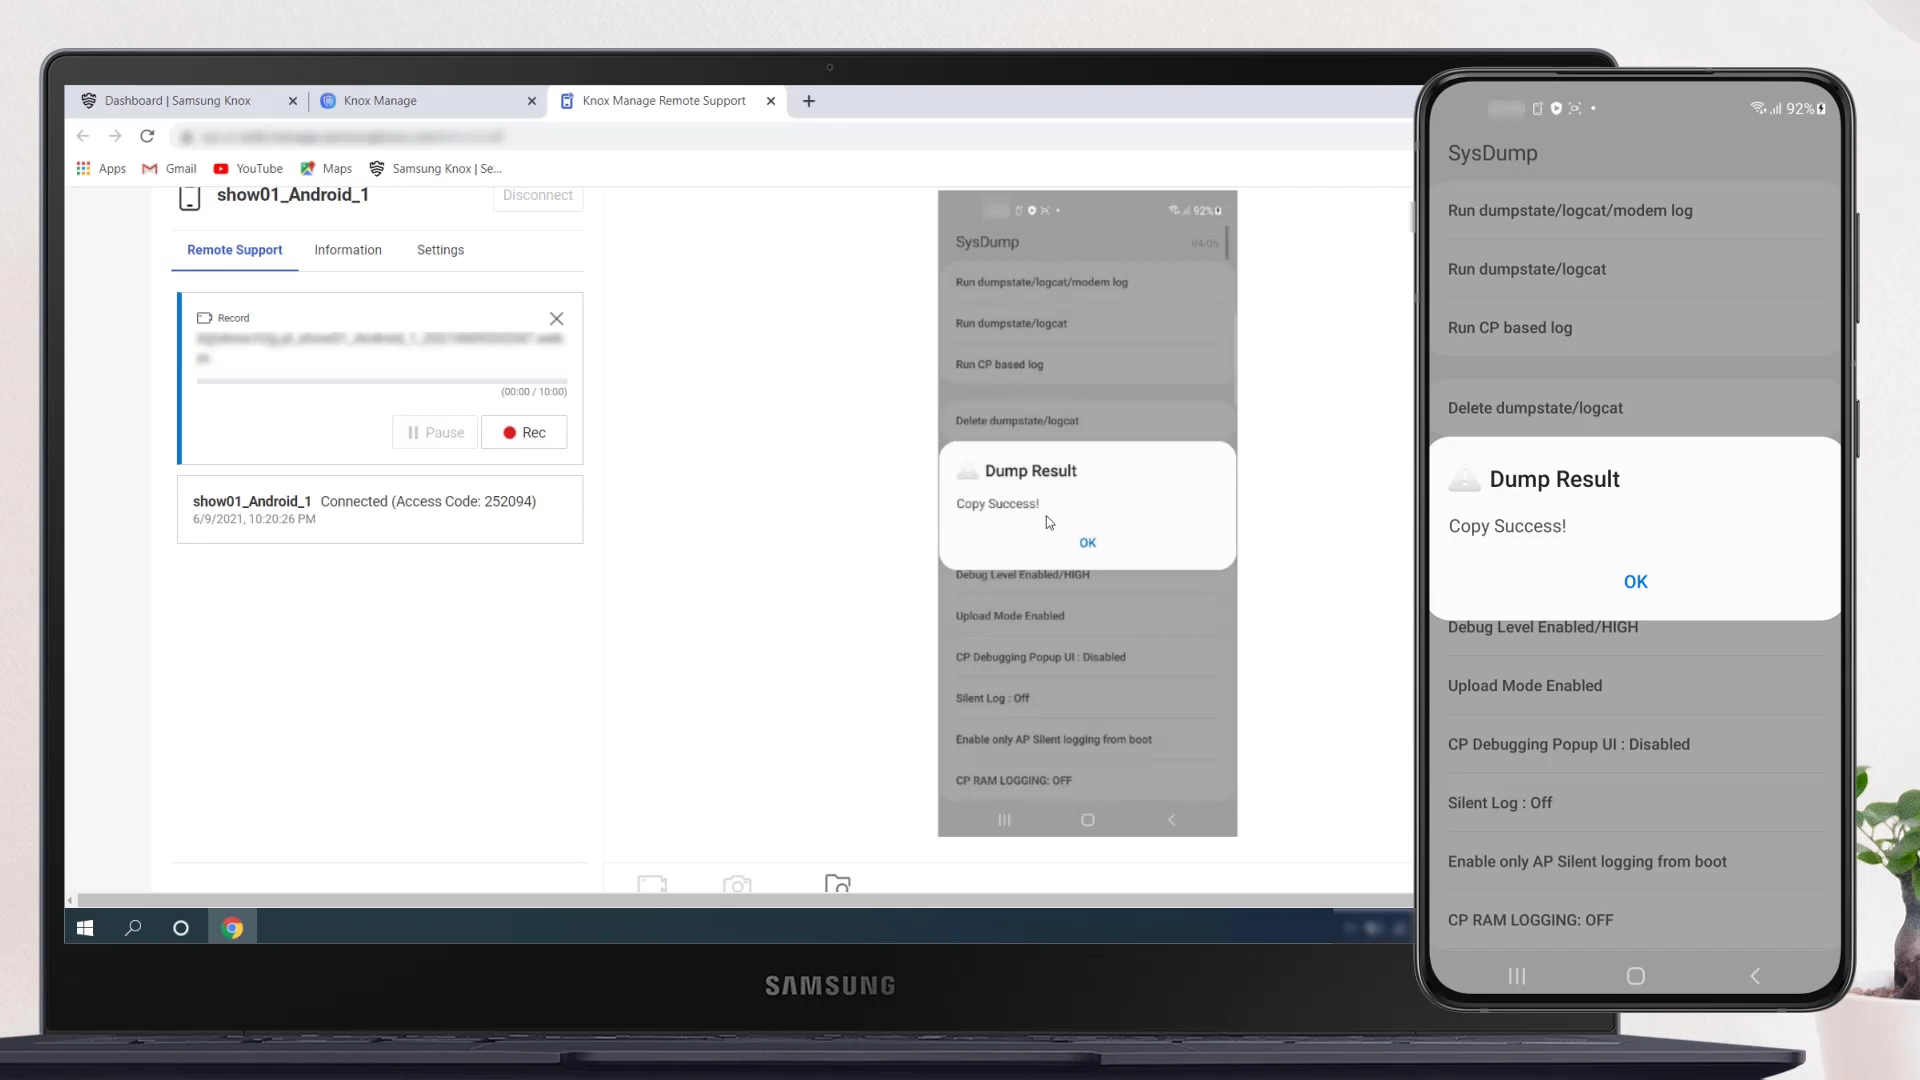 Dashboard | Samsung Knox
Knox Manage
Knox Manage Remote Support
Apps
Gmail
YouTube
Maps
Samsung Knox | Se...
show01_Android_1
Disconnect
Remote Support
Information
Settings
Record
(00:00 / 10:00)
Pause
Rec
show01_Android_1 Connected (Access Code: 252094)
6/9/2021, 10:20:26 PM
92%
SysDump
04:05
Run dumpstate/logcat/modem log
Run dumpstate/logcat
Run CP based log
Delete dumpstate/logcat
Dump Result
Copy Success!
OK
Debug Level Enabled/HIGH
Upload Mode Enabled
CP Debugging Popup UI : Disabled
Silent Log : Off
Enable only AP Silent logging from boot
CP RAM LOGGING: OFF
SAMSUNG
92%
SysDump
Run dumpstate/logcat/modem log
Run dumpstate/logcat
Run CP based log
Delete dumpstate/logcat
Dump Result
Copy Success!
OK
Debug Level Enabled/HIGH
Upload Mode Enabled
CP Debugging Popup UI : Disabled
Silent Log : Off
Enable only AP Silent logging from boot
CP RAM LOGGING: OFF